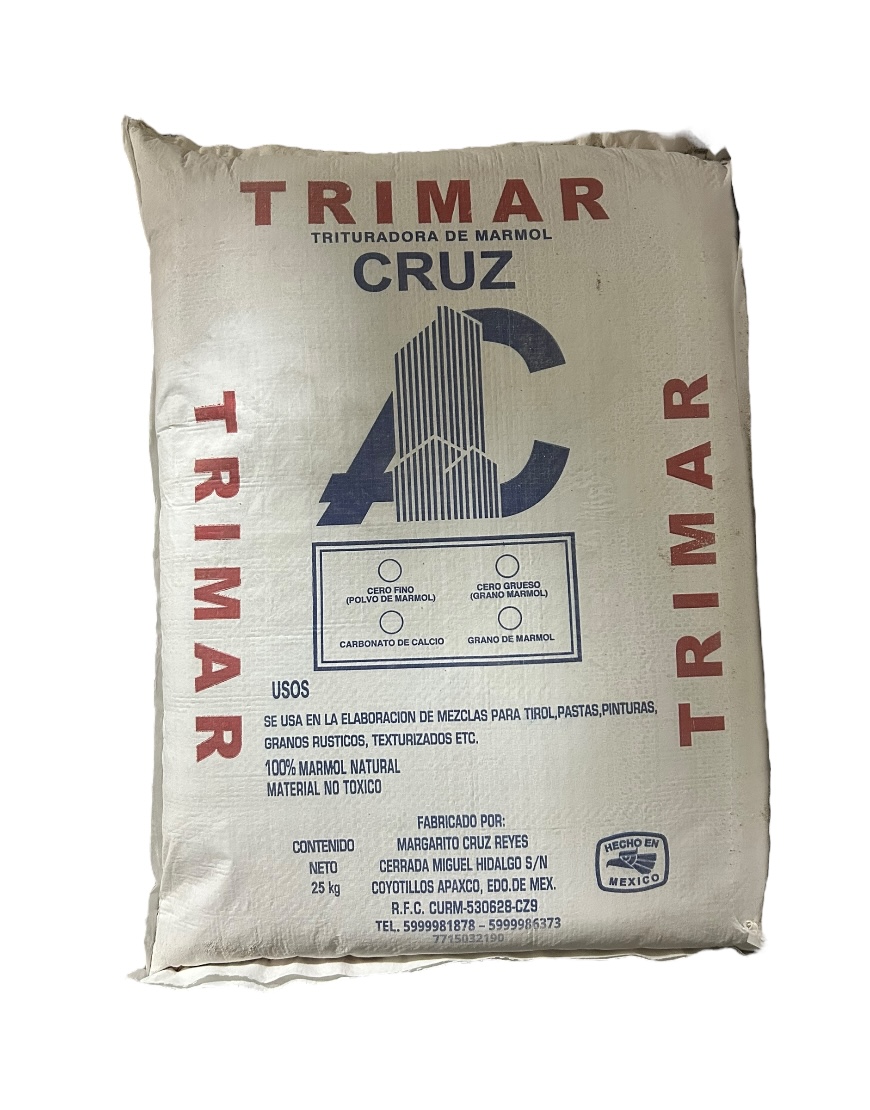 TRIMAR
TRITURADORA DE MARMOL
CRUZ
AC
TRIMAR
TRIMAR
CERO FINO
(POLVO DE MARMOL)
CERO GRUESO
(GRANO MARMOL)
CARBONATO DE CALCIO
GRANO DE MARMOL
USOS
SE USA EN LA ELABORACION DE MEZCLAS PARA TIROL,PASTAS,PINTURAS,
GRANOS RUSTICOS, TEXTURIZADOS ETC.
100% MARMOL NATURAL
MATERIAL NO TOXICO
CONTENIDO
NETO
25 kg
FABRICADO POR:
MARGARITO CRUZ REYES
CERRADA MIGUEL HIDALGO S/N
COYOTILLOS APAXCO, EDO.DE MEX.
R.F.C. CURM-530628-CZ9
TEL. 5999981878 – 5999986373
7715032190
HECHO EN
MEXICO